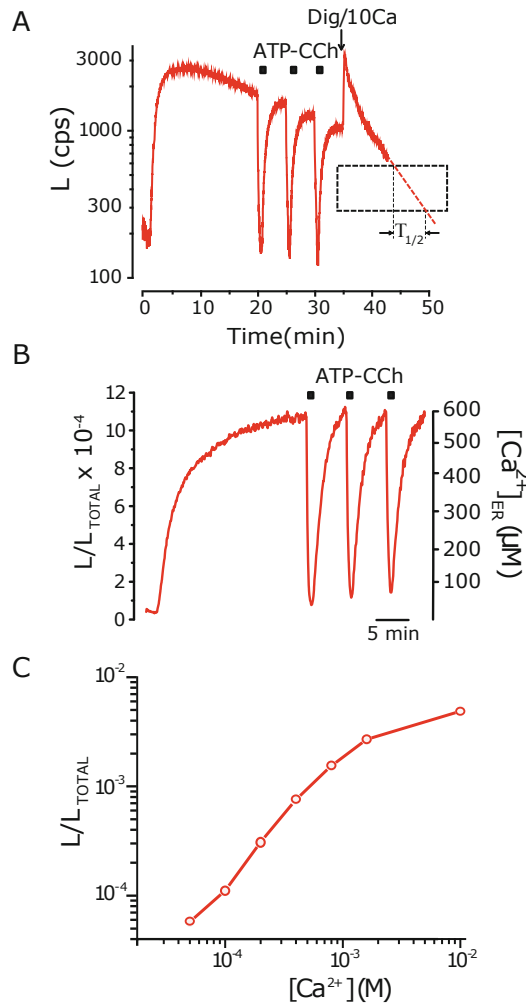 A
Dig/10Ca
ATP-CCh
3000
1000
300
100
L (cps)
T1/2
0 10 20 30 40 50
Time(min)
B
ATP-CCh
12
10
8
6
4
2
0
L/LTOTAL x 10-4
600
500
400
300
200
100
[Ca2+]ER (μM)
5 min
C
10-2
10-3
10-4
L/LTOTAL
10-4 10-3 10-2
[Ca2+](M)